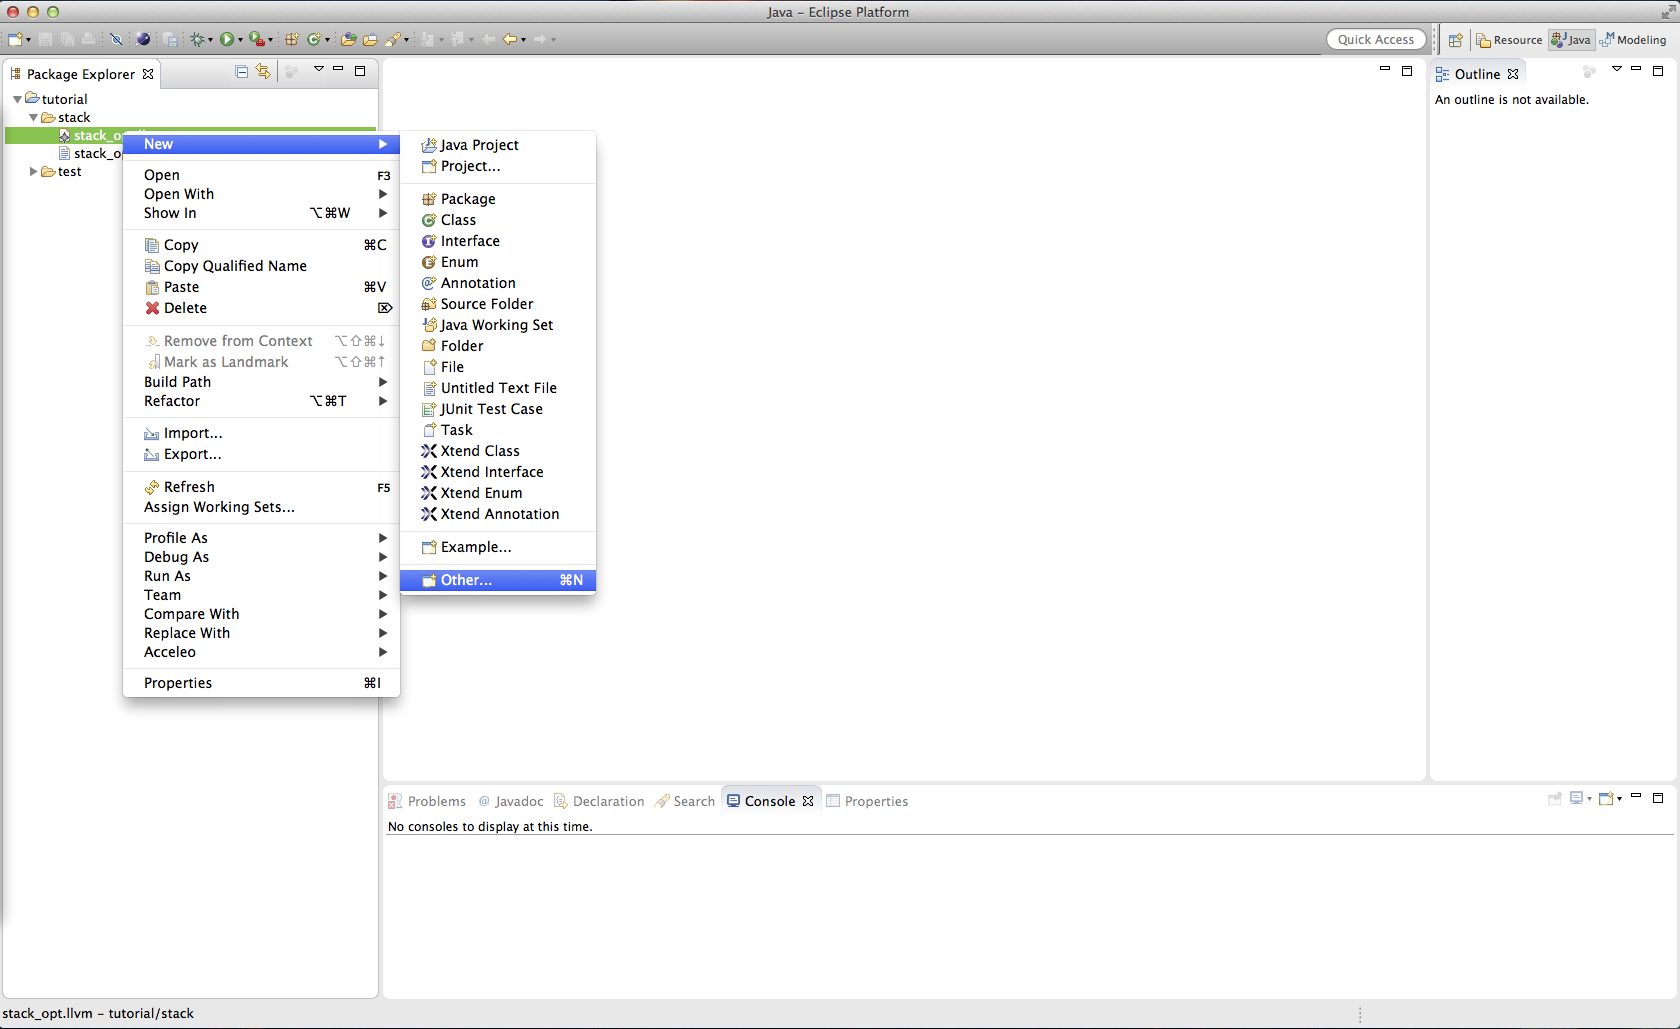 Java – Eclipse Platform
Quick Access
Resource
Java
Modeling
Package Explorer
tutorial
stack
stack_o
stack_o
test
New
Open F3
Open With
Show In ⌥⌘W
Copy ⌘C
Copy Qualified Name
Paste ⌘V
Delete ⌦
Remove from Context ⌥⇧⌘↓
Mark as Landmark ⌥⇧⌘↑
Build Path
Refactor ⌥⌘T
Import...
Export...
Refresh F5
Assign Working Sets...
Profile As
Debug As
Run As
Team
Compare With
Replace With
Acceleo
Properties ⌘I
Java Project
Project...
Package
Class
Interface
Enum
Annotation
Source Folder
Java Working Set
Folder
File
Untitled Text File
JUnit Test Case
Task
Xtend Class
Xtend Interface
Xtend Enum
Xtend Annotation
Example...
Other... ⌘N
Outline
An outline is not available.
Problems @ Javadoc Declaration Search Console Properties
No consoles to display at this time.
stack_opt.llvm – tutorial/stack